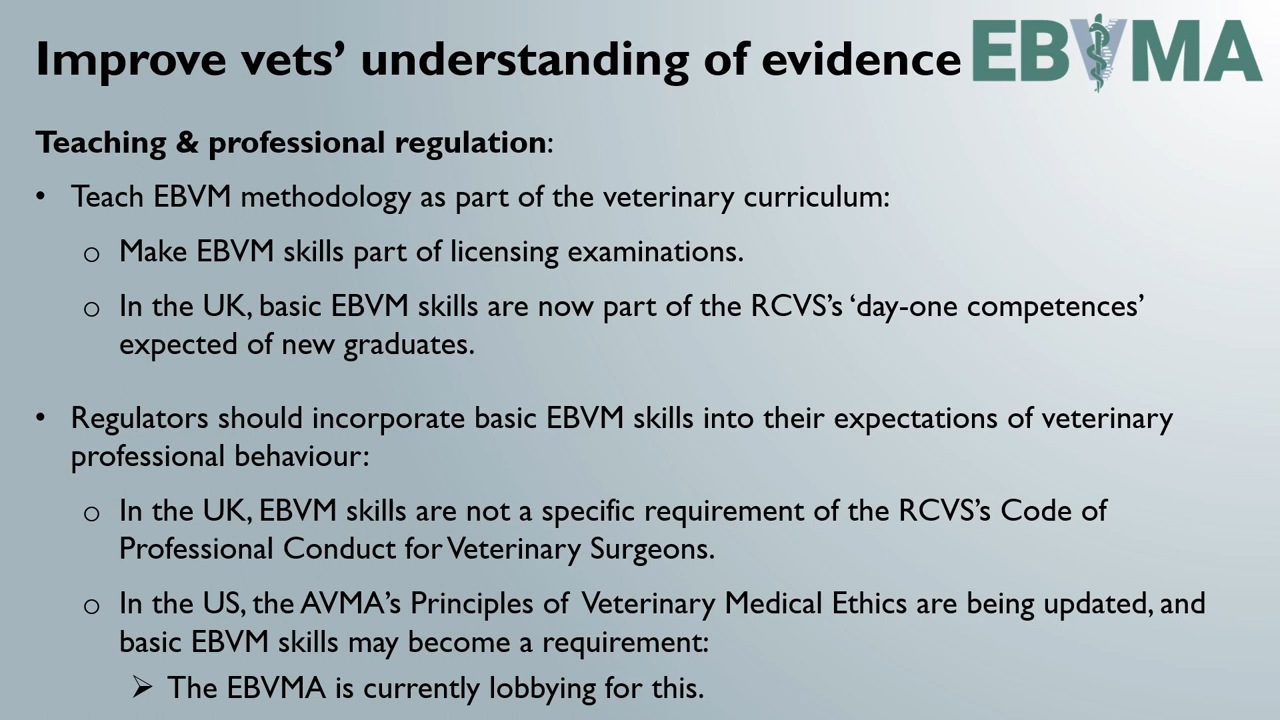 Improve vets’ understanding of evidence
EBVMA
Teaching & professional regulation:
• Teach EBVM methodology as part of the veterinary curriculum:
o Make EBVM skills part of licensing examinations.
o In the UK, basic EBVM skills are now part of the RCVS’s ‘day-one competences’
expected of new graduates.
• Regulators should incorporate basic EBVM skills into their expectations of veterinary
professional behaviour:
o In the UK, EBVM skills are not a specific requirement of the RCVS’s Code of
Professional Conduct for Veterinary Surgeons.
o In the US, the AVMA’s Principles of Veterinary Medical Ethics are being updated, and
basic EBVM skills may become a requirement:
➢ The EBVMA is currently lobbying for this.